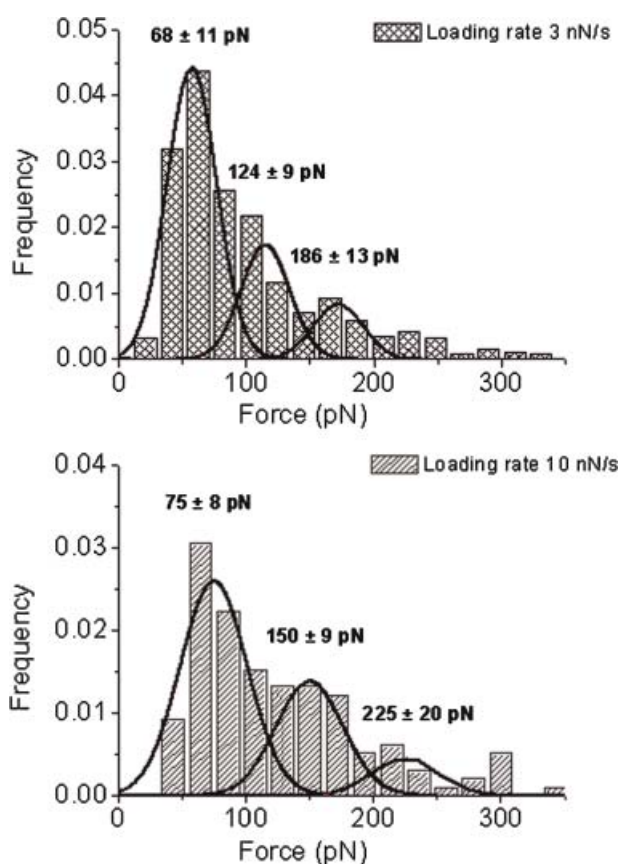 0.05
68 ± 11 pN
Loading rate 3 nN/s
0.04
124 ± 9 pN
0.03
Frequency
0.02
186 ± 13 pN
0.01
0.00
0 100 200 300
Force (pN)
0.04
Loading rate 10 nN/s
75 ± 8 pN
0.03
Frequency
0.02
150 ± 9 pN
225 ± 20 pN
0.01
0.00
0 100 200 300
Force (pN)